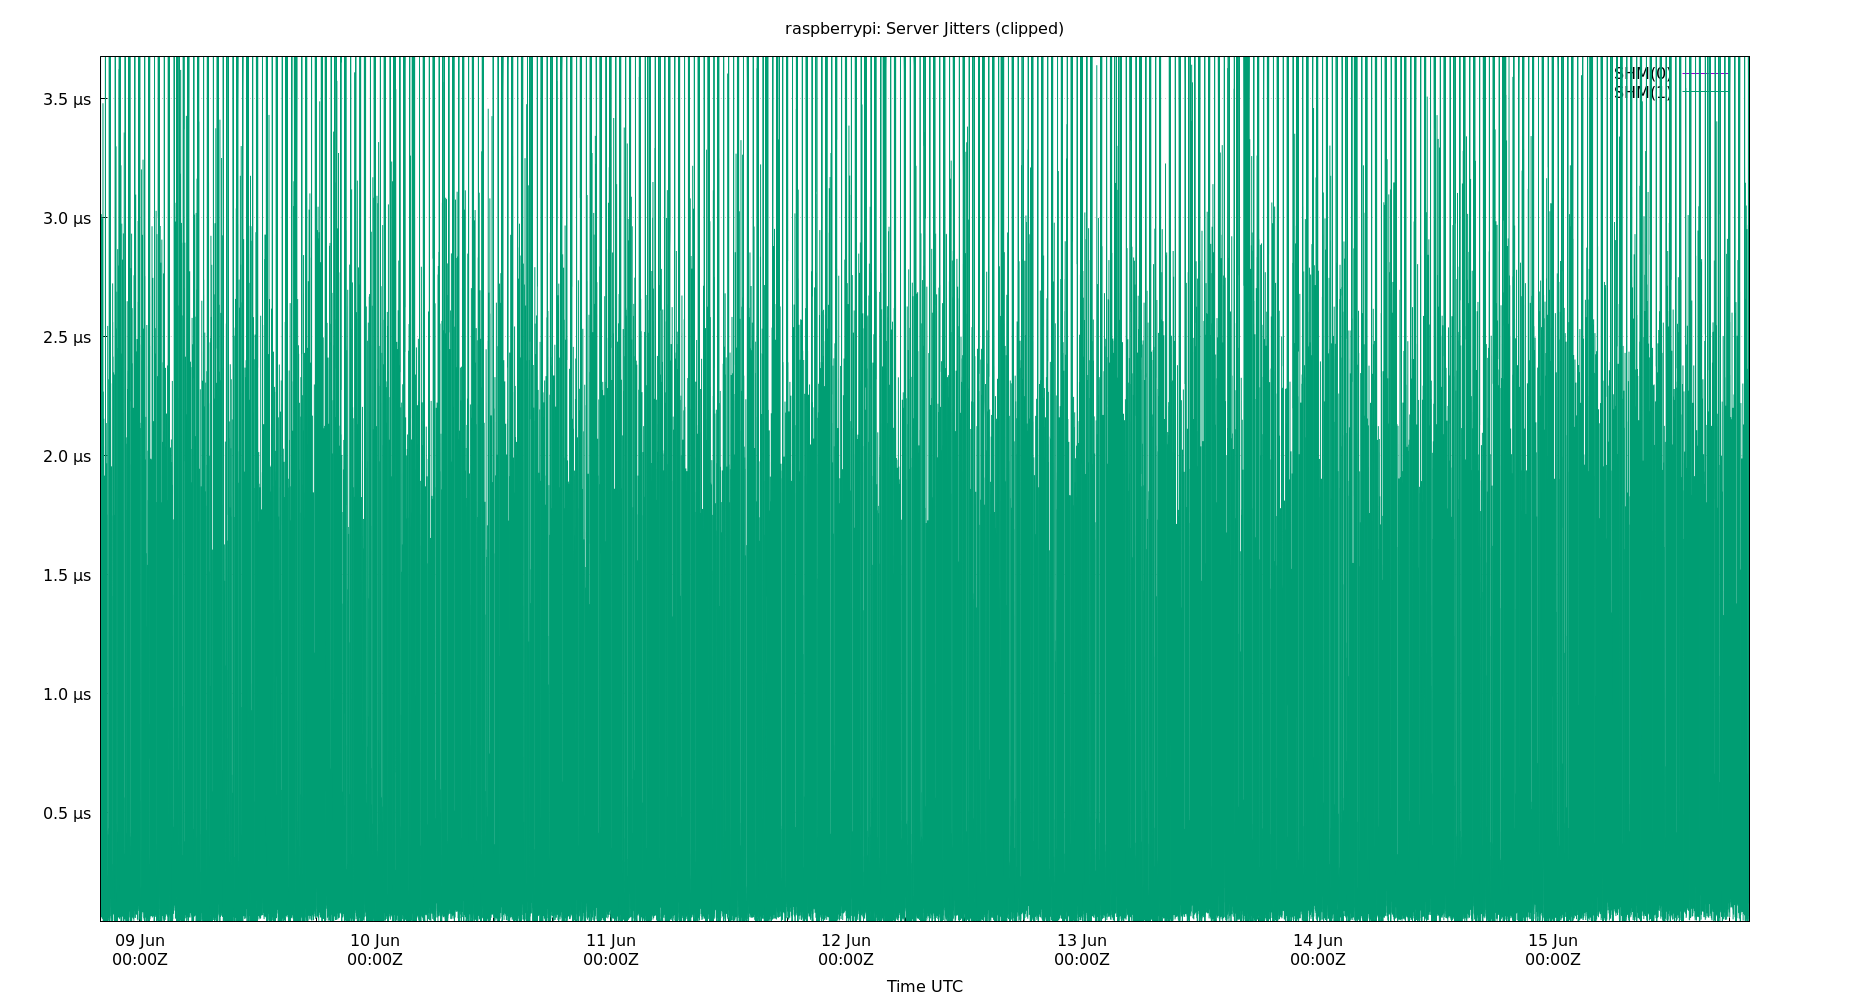 raspberrypi: Server Jitters (clipped)
SHM(0)
SHM(1)
3.5 µs
3.0 µs
2.5 µs
2.0 µs
1.5 µs
1.0 µs
0.5 µs
09 Jun 10 Jun 11 Jun 12 Jun 13 Jun 14 Jun 15 Jun
00:00Z 00:00Z 00:00Z 00:00Z 00:00Z 00:00Z 00:00Z
Time UTC